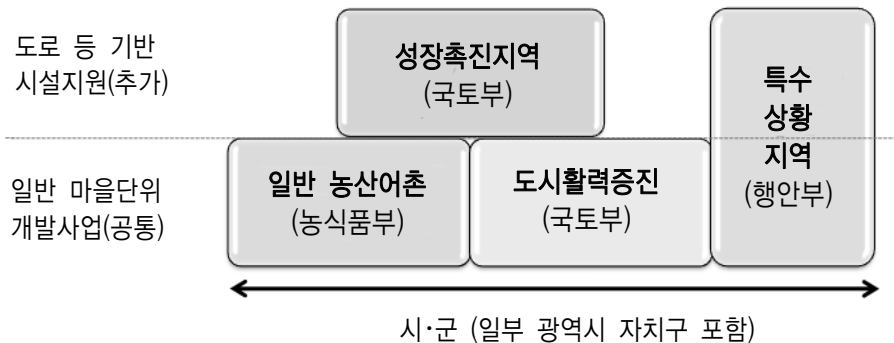 도로 등 기반
시설지원(추가)
성장촉진지역
(국토부)
특수
상황
지역
(행안부)
일반 마을단위
개발사업(공통)
일반 농산어촌
(농식품부)
도시활력증진
(국토부)
시·군 (일부 광역시 자치구 포함)